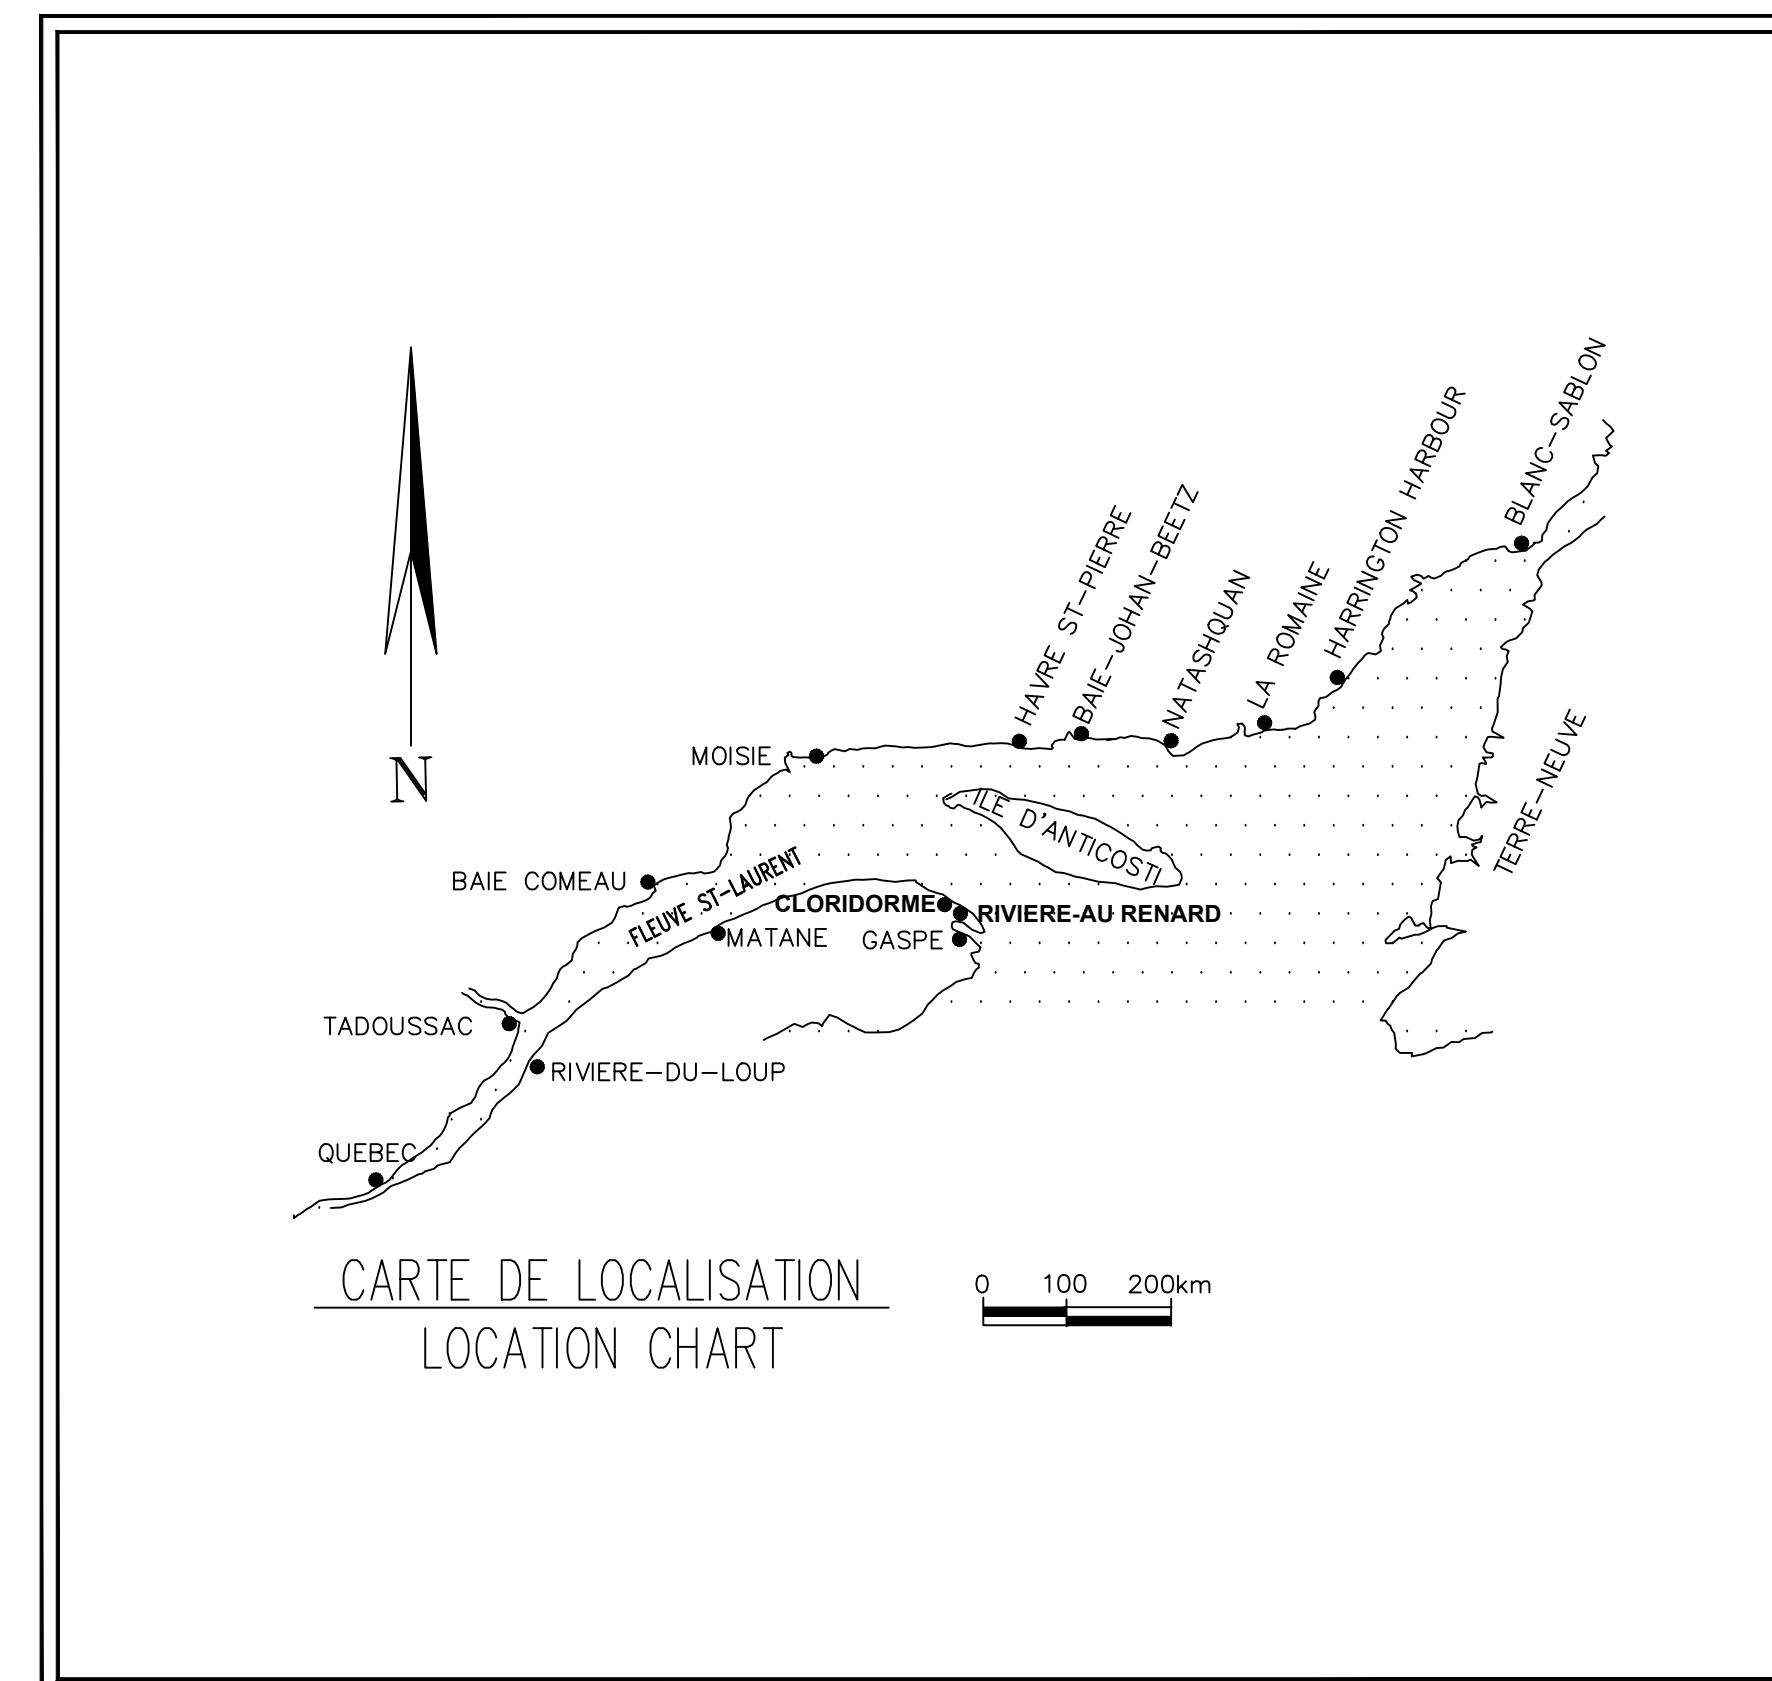 BLANC-SABLON
HARRINGTON HARBOUR
BAIE-JOHAN-BEETZ
HAVRE ST-PIERRE
LA ROMAINE
NATASHQUAN
TERRE-NEUVE
MOISIE
N
ILE D'ANTICOSTI
FLEUVE ST-LAURENT
BAIE COMEAU
CLORIDORME
RIVIERE-AU RENARD
MATANE
GASPE
TADOUSSAC
RIVIERE-DU-LOUP
QUEBEC
CARTE DE LOCALISATION
LOCATION CHART
0 100 200km